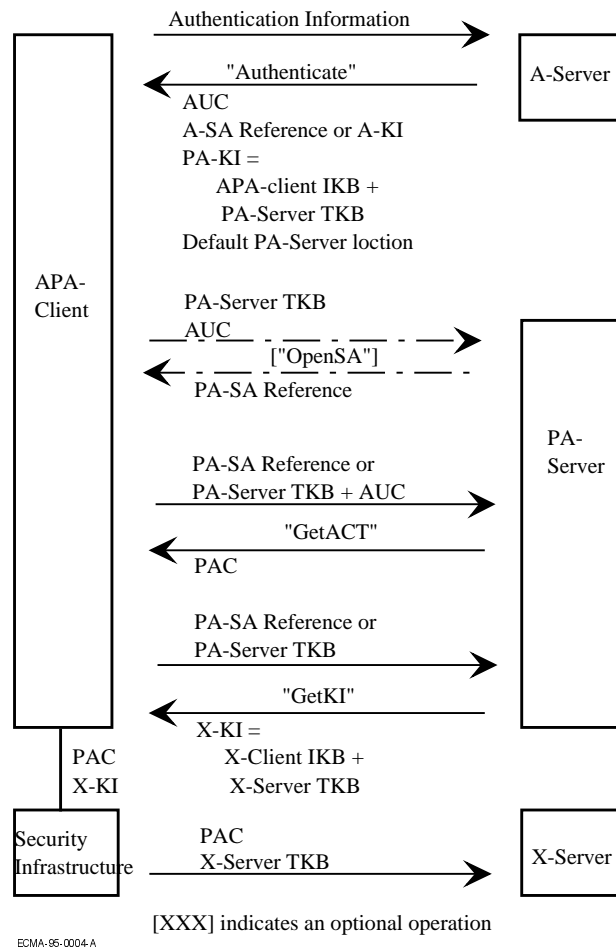 Authentication Information
"Authenticate"
A-Server
AUC
A-SA Reference or A-KI
PA-KI =
APA-client IKB +
PA-Server TKB
Default PA-Server loction
APA-
Client
PA-Server TKB
AUC
["OpenSA"]
PA-SA Reference
PA-
Server
PA-SA Reference or
PA-Server TKB + AUC
"GetACT"
PAC
PA-SA Reference or
PA-Server TKB
"GetKI"
X-KI =
X-Client IKB +
X-Server TKB
PAC
X-KI
Security
Infrastructure
PAC
X-Server TKB
X-Server
[XXX] indicates an optional operation
ECMA-95-0004-A